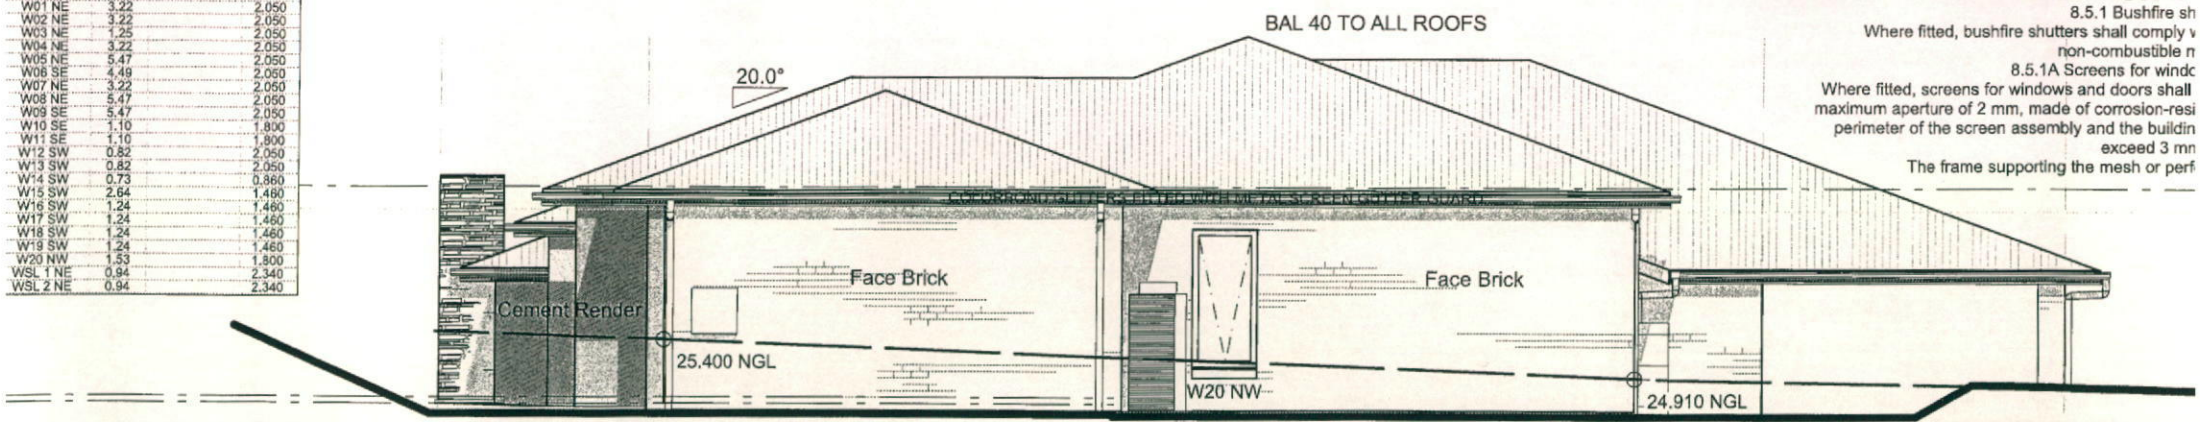 W01 NE 3.22 2.050
W02 NE 3.22 2.050
W03 NE 1.25 2.050
W04 NE 3.22 2.050
W05 NE 5.47 2.050
W06 SE 4.49 2.050
W07 NE 3.22 2.050
W08 NE 5.47 2.050
W09 SE 5.47 2.050
W10 SE 1.10 1.800
W11 SE 1.10 1.800
W12 SW 0.82 2.050
W13 SW 0.82 2.050
W14 SW 0.73 0.860
W15 SW 2.64 1.460
W16 SW 1.24 1.460
W17 SW 1.24 1.460
W18 SW 1.24 1.460
W19 SW 1.24 1.460
W20 NW 1.53 1.800
WSL 1 NE 0.94 2.340
WSL 2 NE 0.94 2.340
BAL 40 TO ALL ROOFS
20.0°
8.5.1 Bushfire sh
Where fitted, bushfire shutters shall comply w
non-combustible m
8.5.1A Screens for windo
Where fitted, screens for windows and doors shall
maximum aperture of 2 mm, made of corrosion-resi
perimeter of the screen assembly and the buildin
exceed 3 mm
The frame supporting the mesh or perf
GUTTERS FITTED WITH METAL SCREEN GUTTER GUARD
Face Brick
Face Brick
Cement Render
25.400 NGL
W20 NW
24.910 NGL